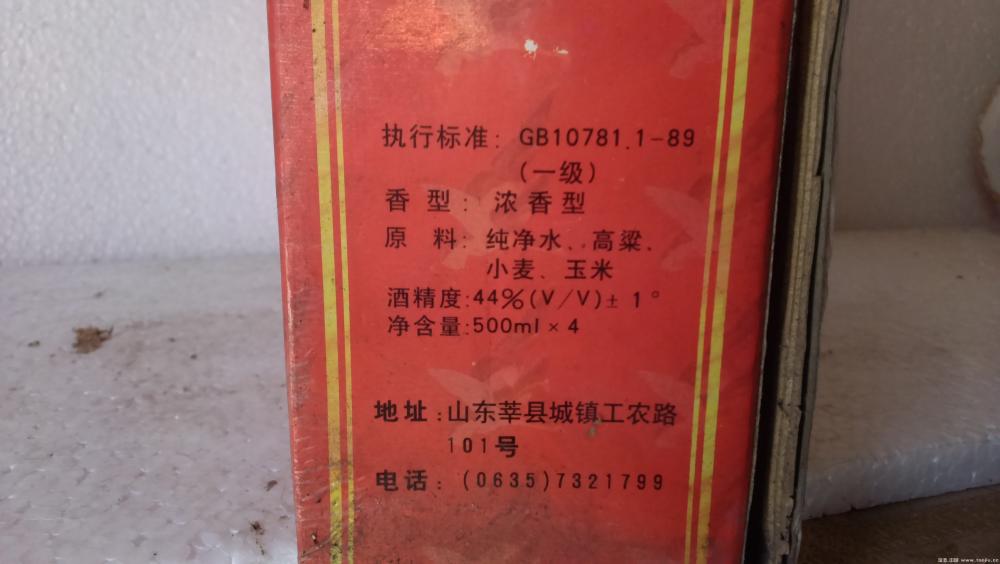 执行标准: GB10781.1-89
(一级)
香 型: 浓香型
原 料: 纯净水、高粱、
小麦、玉米
酒精度:44%(V/V)± 1°
净含量:500ml×4
地址:山东莘县城镇工农路
101号
电话:(0635)7321799